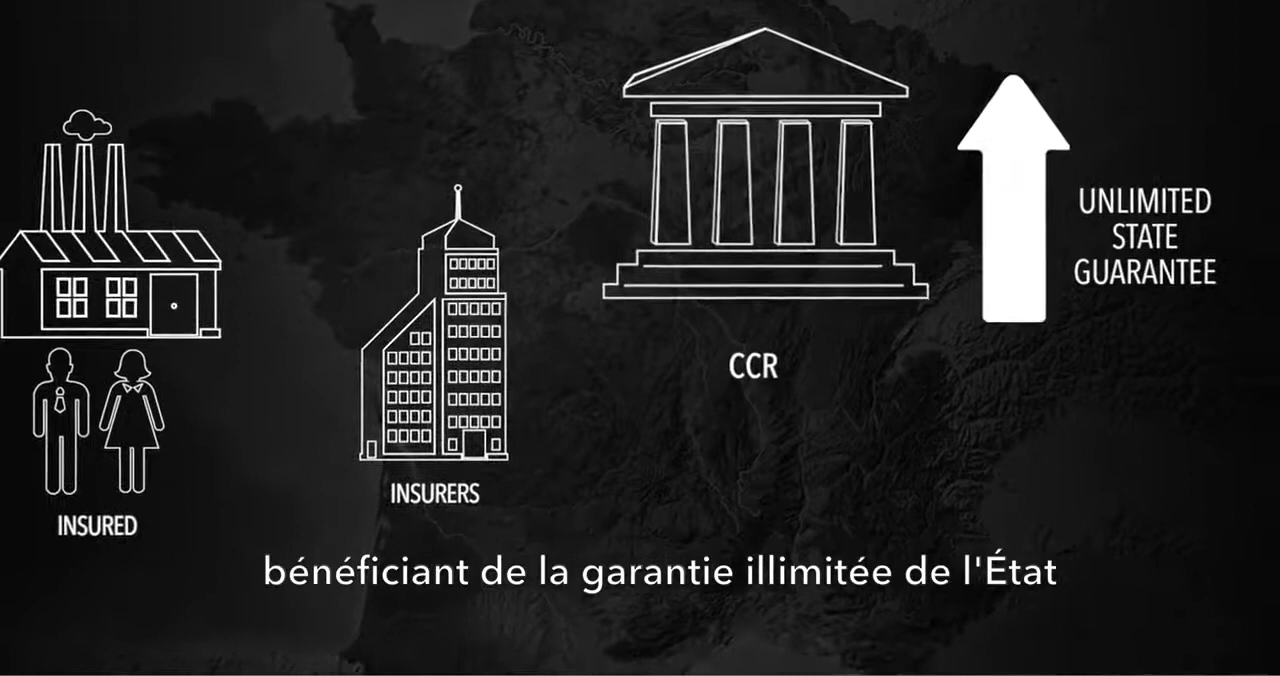 UNLIMITED
STATE
GUARANTEE
CCR
INSURERS
INSURED
bénéficiant de la garantie illimitée de l'État